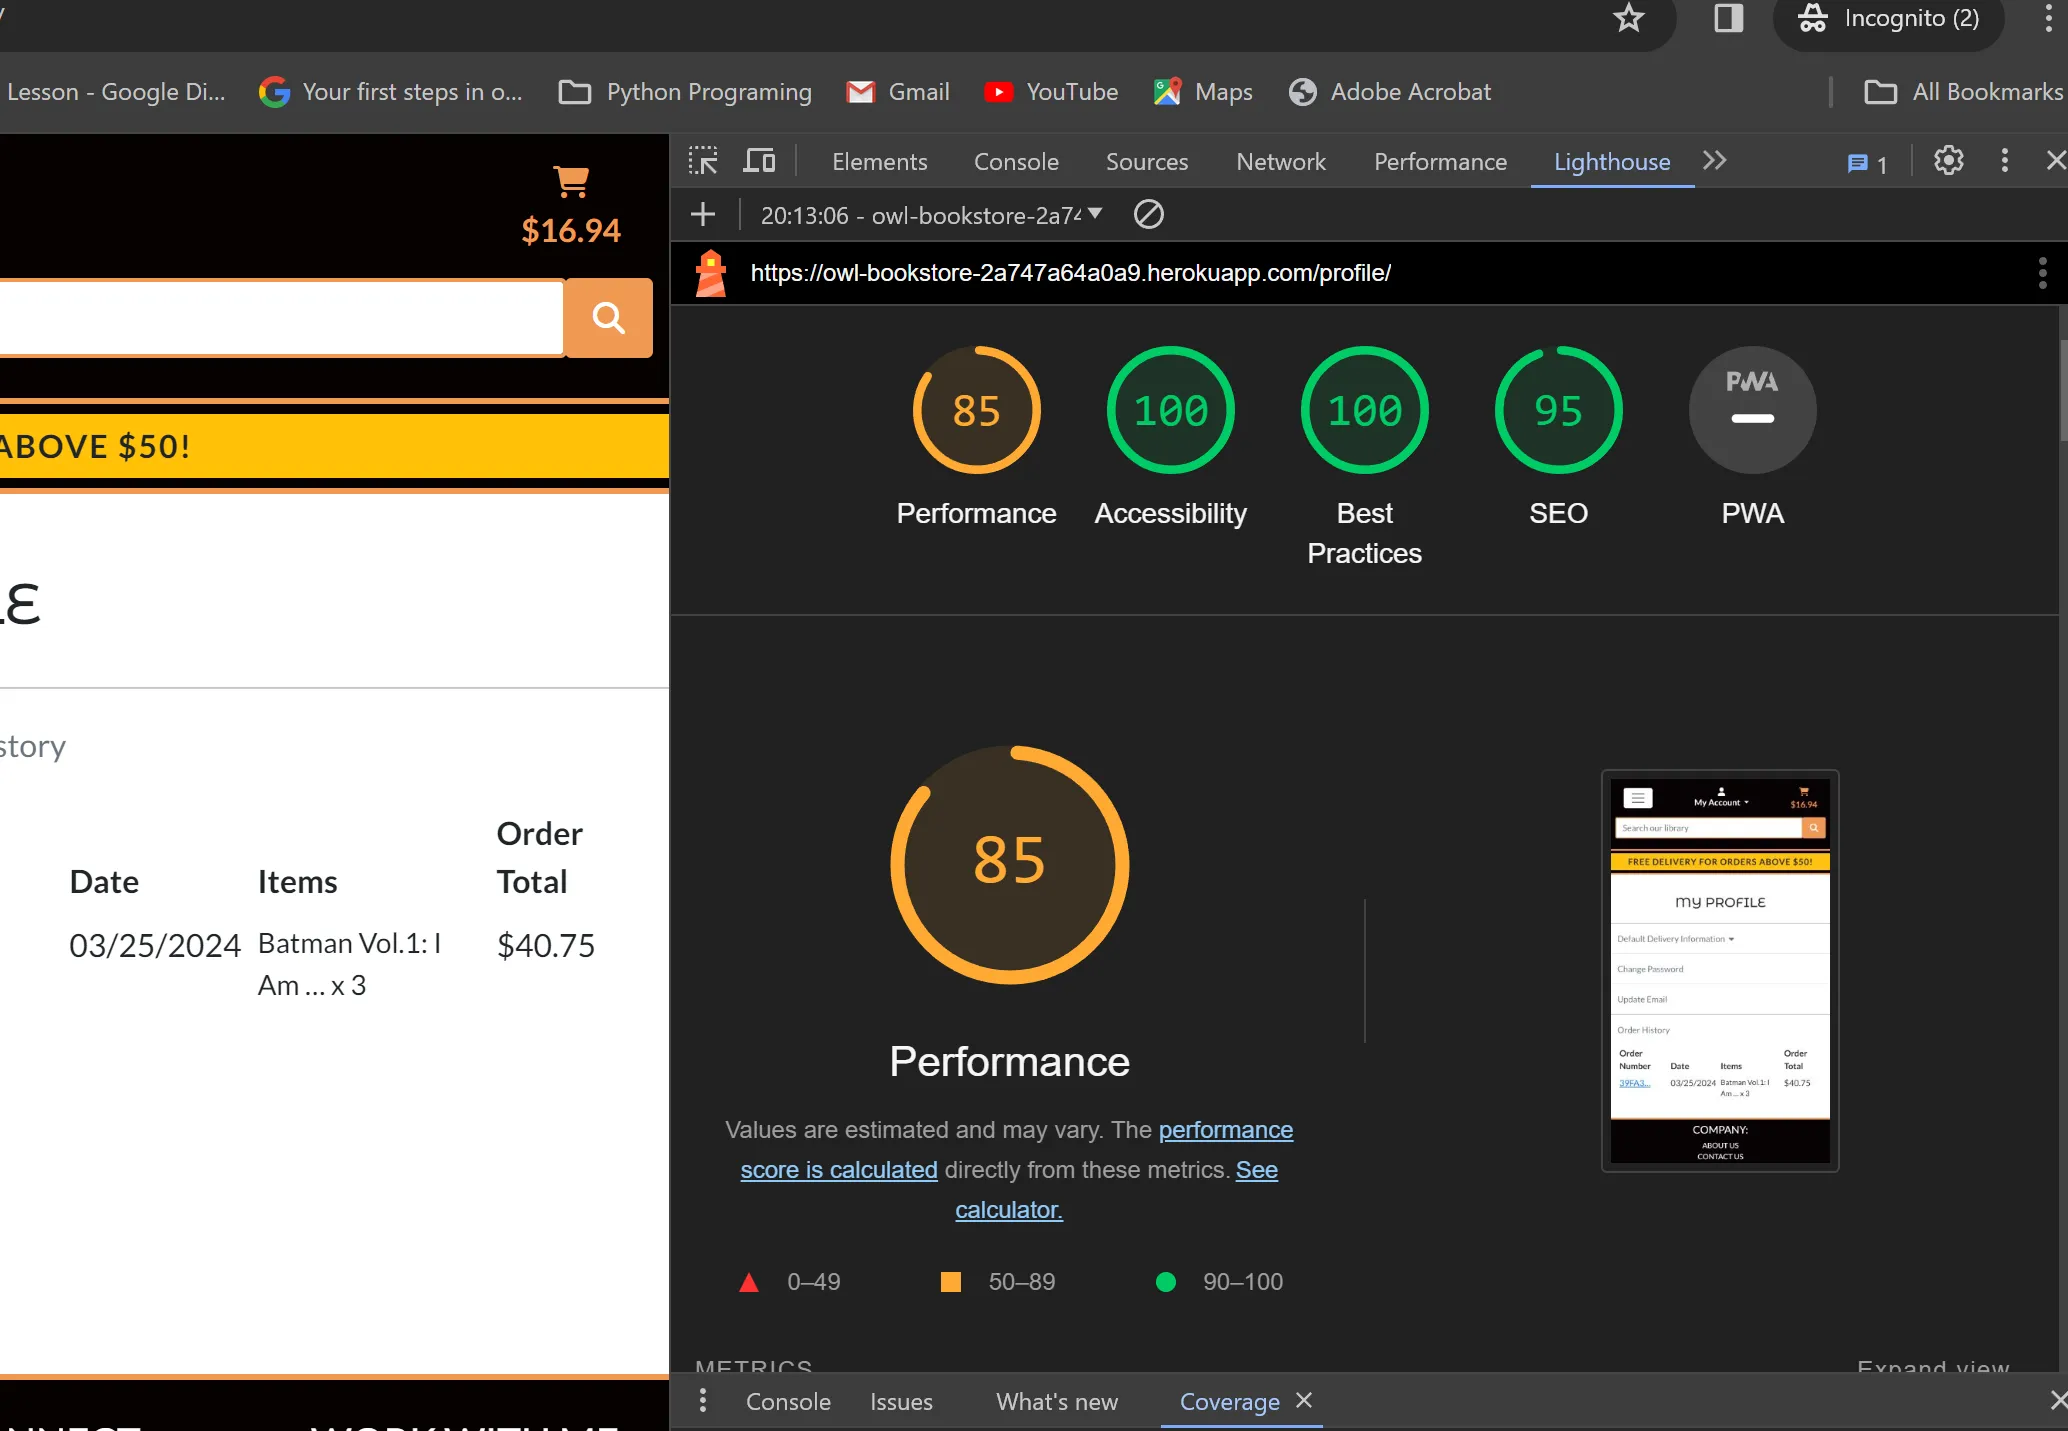 Incognito (2)
Lesson - Google Di...
Your first steps in o...
Python Programing
Gmail
YouTube
Maps
Adobe Acrobat
All Bookmarks
$16.94
ABOVE $50!
LE
story
Date
Items
Order
Total
03/25/2024
Batman Vol.1: I
Am ... x 3
$40.75
WORK WITH ME
Elements
Console
Sources
Network
Performance
Lighthouse
1
20:13:06 - owl-bookstore-2a74
https://owl-bookstore-2a747a64a0a9.herokuapp.com/profile/
85
100
100
95
PWA
Performance
Accessibility
Best
Practices
SEO
PWA
85
Performance
Values are estimated and may vary. The performance
score is calculated directly from these metrics. See
calculator.
0–49
50–89
90–100
My Account
$16.94
Search our library
FREE DELIVERY FOR ORDERS ABOVE $50!
MY PROFILE
Default Delivery Information
Change Password
Update Email
Order History
Order
Number
Date
Items
Order
Total
39FA3...
03/25/2024
Batman Vol.1: I
Am ... x 3
$40.75
COMPANY:
ABOUT US
CONTACT US
METRICS
Expand view
Console
Issues
What's new
Coverage